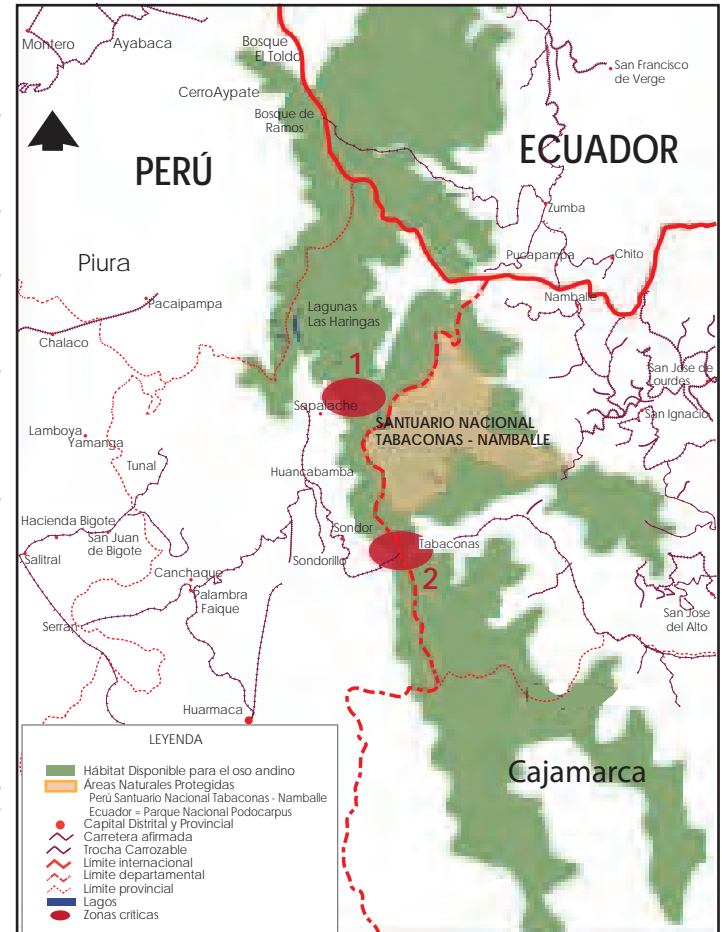 Montero
Ayabaca
Bosque
El Toldo
San Francisco
de Verge
CerroAypate
Bosque de
Ramos
ECUADOR
PERÚ
Zumba
Piura
Pucapampa
Chito
Namballe
Pacaipampa
Lagunas
Las Haringas
Chalaco
1
San Jose de
Lourdes
Sapalache
San Ignacio
SANTUARIO NACIONAL
TABACONAS - NAMBALLE
Lamboya
Yamanga
Tunal
Huancabamba
Hacienda Bigote
San Juan
de Bigote
Sondor
Tabaconas
Salitral
Sondorillo
2
Canchaque
Palambra
Faique
San Jose
del Alto
Serran
Huarmaca
Cajamarca
LEYENDA
Hábitat Disponible para el oso andino
Áreas Naturales Protegidas
Perú Santuario Nacional Tabaconas - Namballe
Ecuador = Parque Nacional Podocarpus
Capital Distrital y Provincial
Carretera afirmada
Trocha Carrozable
Límite internacional
Límite departamental
Límite provincial
Lagos
Zonas críticas